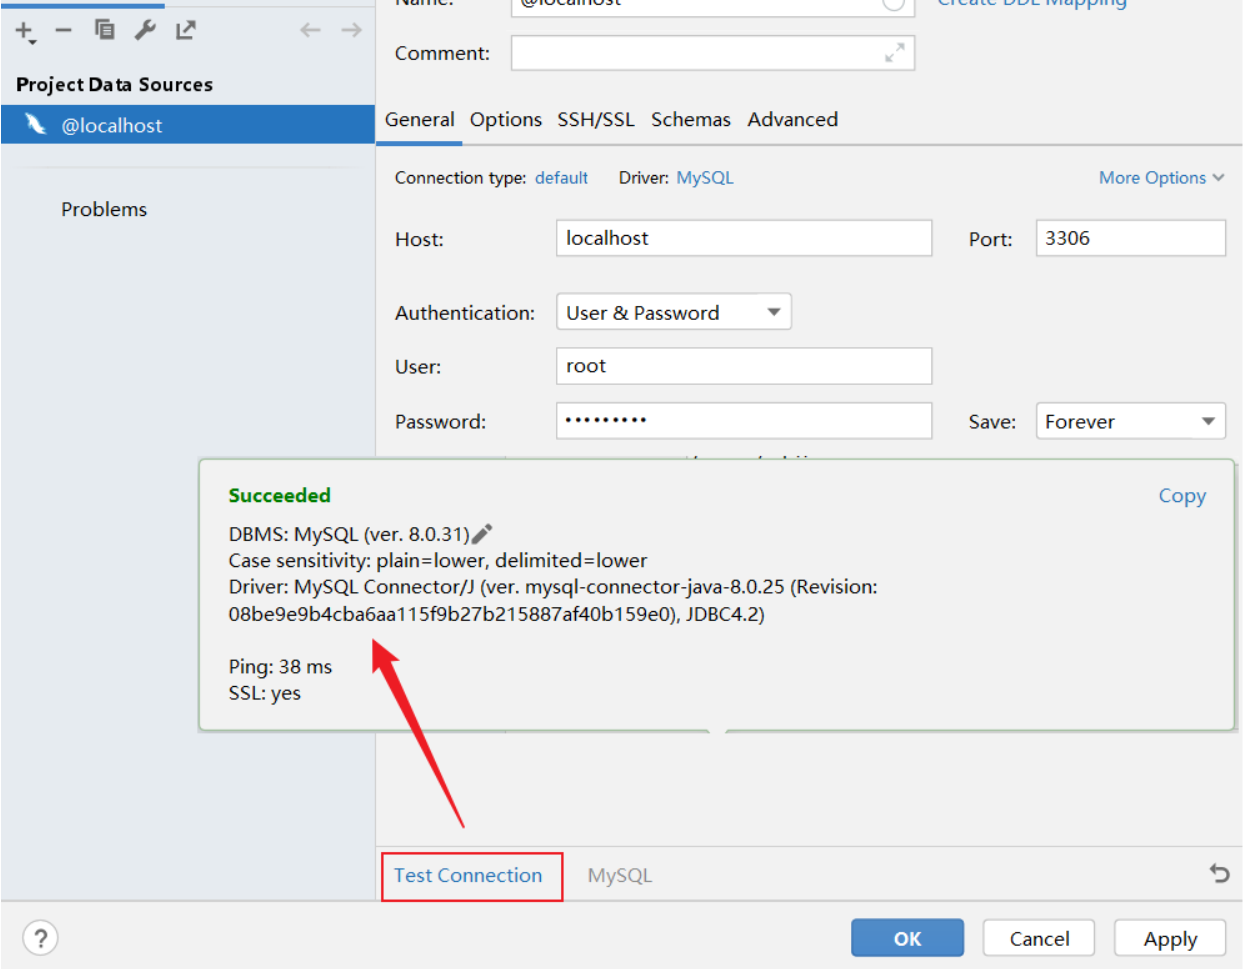 Name: @localhost Create DDL Mapping
Comment:
Project Data Sources
@localhost
Problems
General Options SSH/SSL Schemas Advanced
Connection type: default Driver: MySQL More Options
Host: localhost Port: 3306
Authentication: User & Password
User: root
Password: ••••••••• Save: Forever
Succeeded Copy
DBMS: MySQL (ver. 8.0.31)
Case sensitivity: plain=lower, delimited=lower
Driver: MySQL Connector/J (ver. mysql-connector-java-8.0.25 (Revision:
08be9e9b4cba6aa115f9b27b215887af40b159e0), JDBC4.2)
Ping: 38 ms
SSL: yes
Test Connection MySQL
? OK Cancel Apply